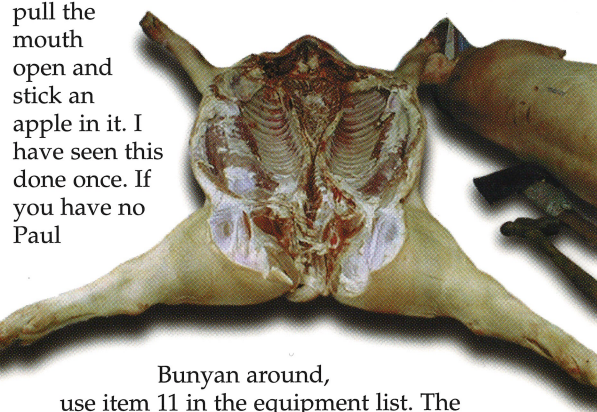 pull the
mouth
open and
stick an
apple in it. I
have seen this
done once. If
you have no
Paul
Bunyan around,
use item 11 in the equipment list. The